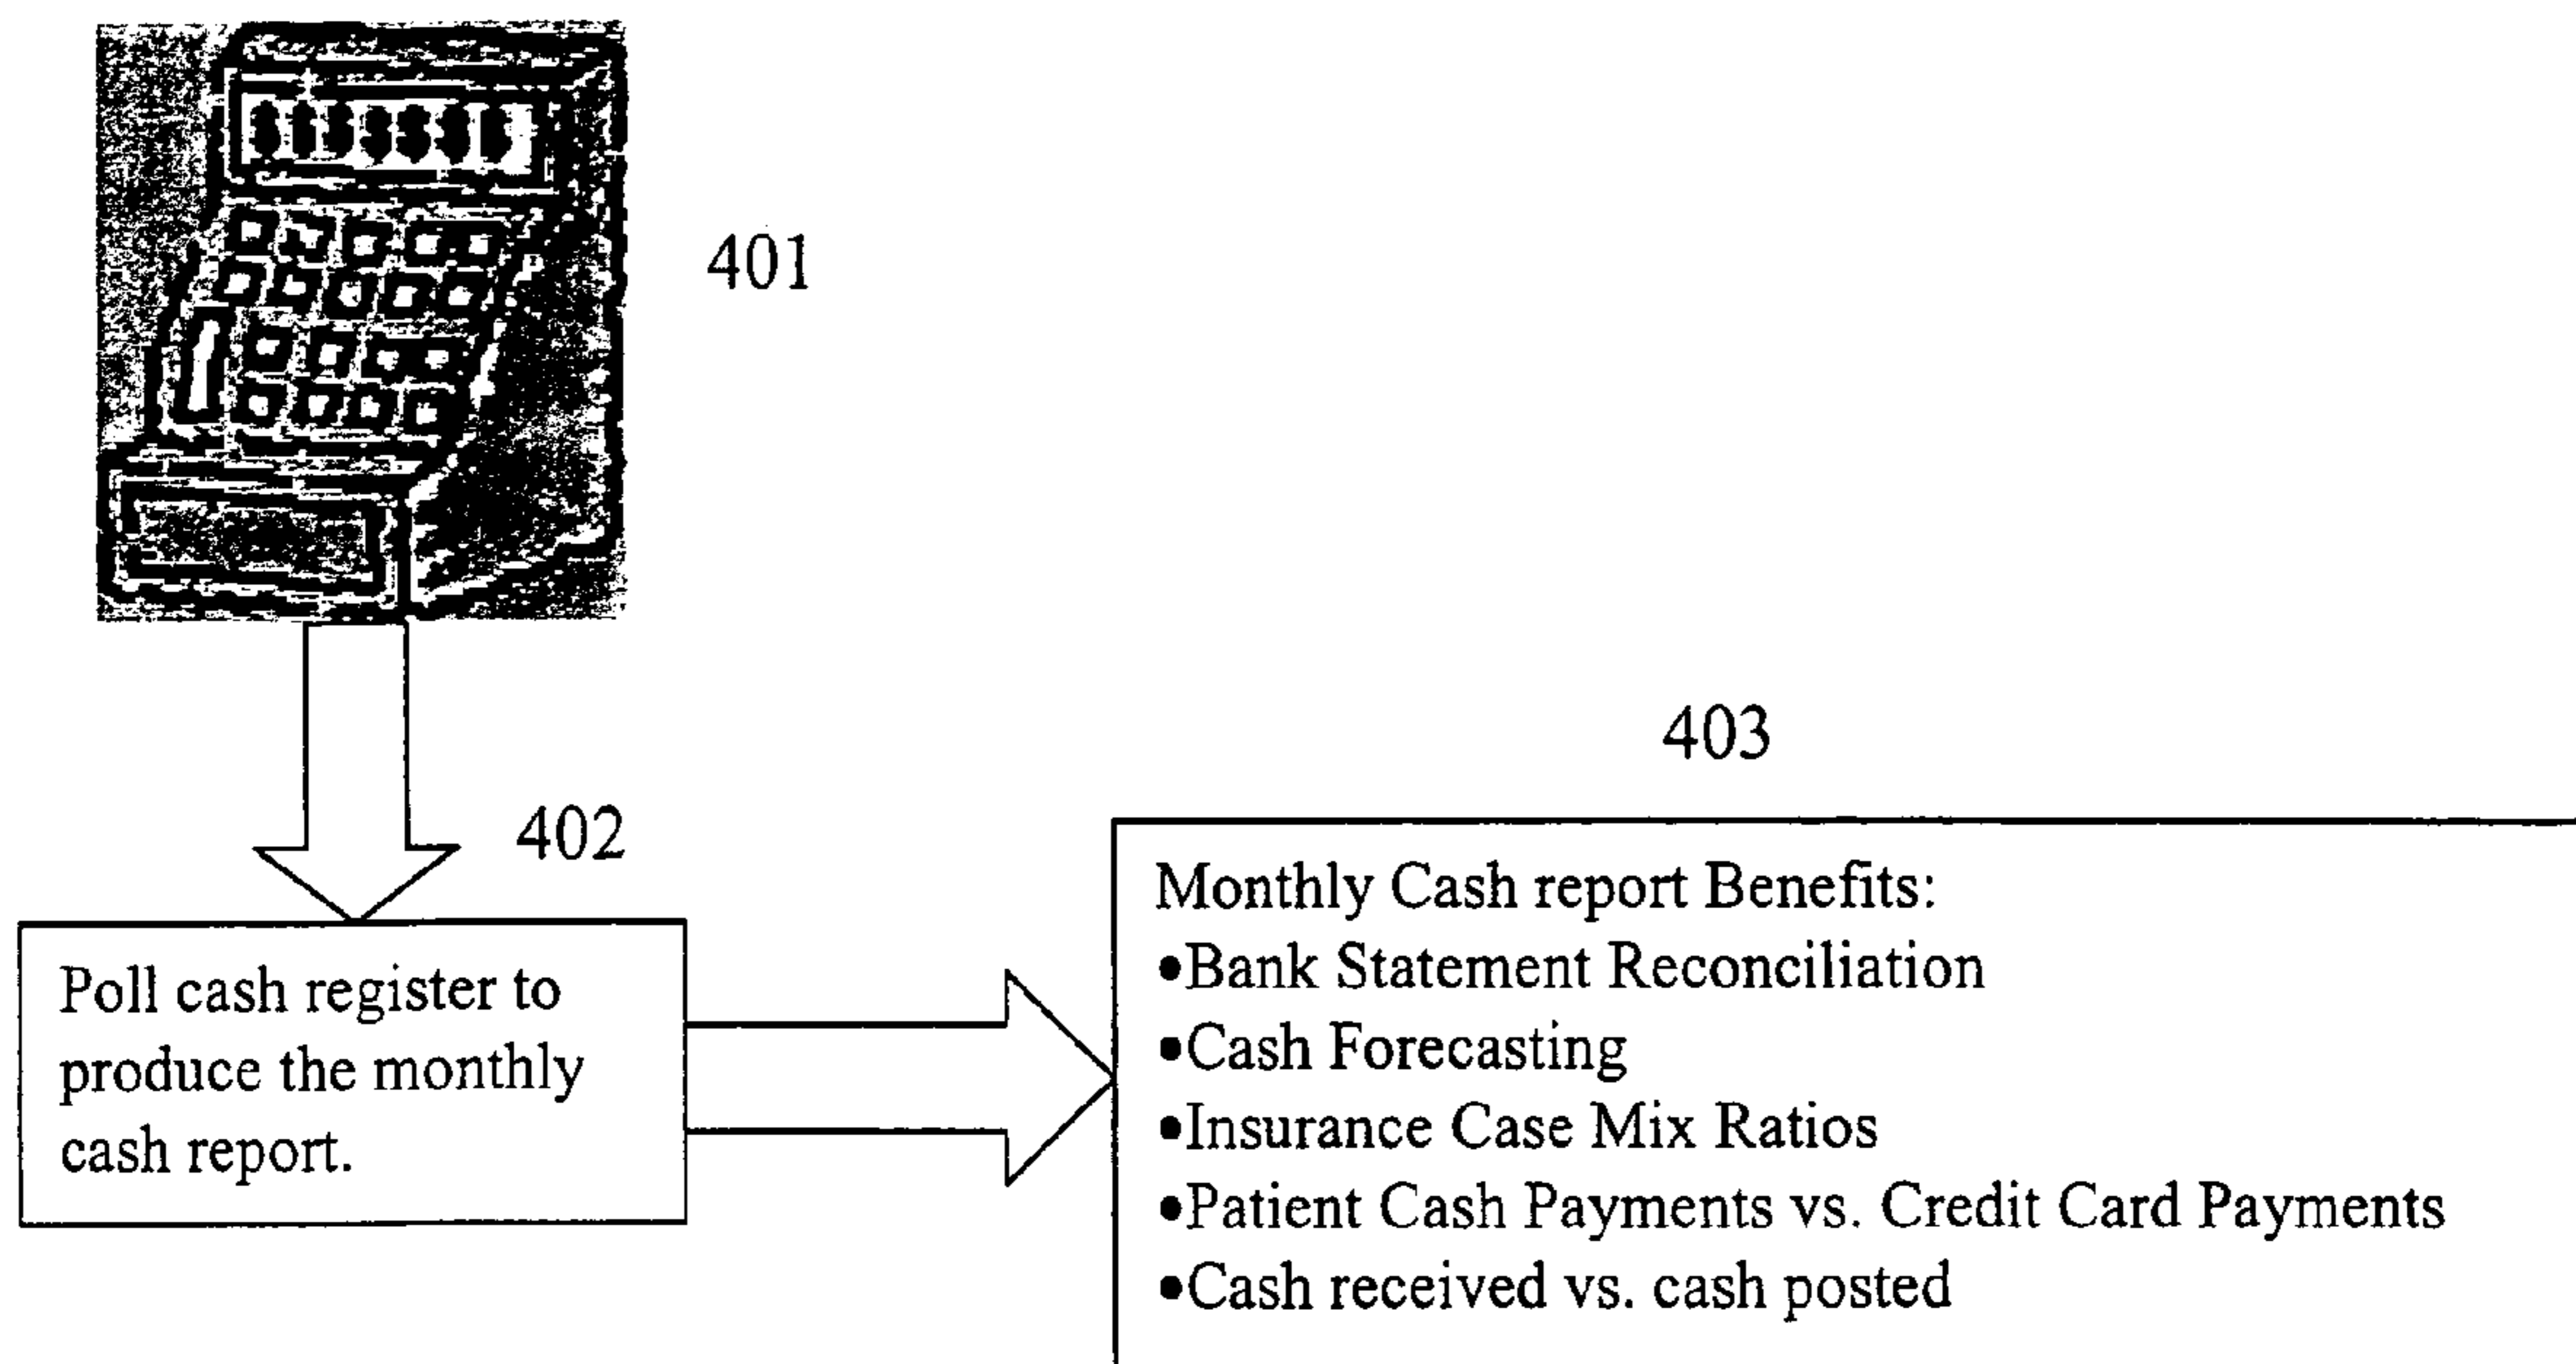 401
402
Poll cash register to
produce the monthly
cash report.
403
Monthly Cash report Benefits:
•Bank Statement Reconciliation
•Cash Forecasting
•Insurance Case Mix Ratios
•Patient Cash Payments vs. Credit Card Payments
•Cash received vs. cash posted